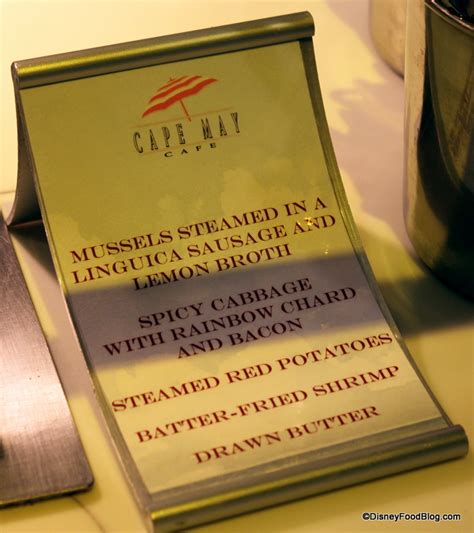 CAPE MAY
CAFE
MUSSELS STEAMED IN A
LINGUICA SAUSAGE AND
LEMON BROTH
SPICY CABBAGE
WITH RAINBOW CHARD
AND BACON
STEAMED RED POTATOES
BATTER-FRIED SHRIMP
DRAWN BUTTER
©DisneyFoodBlog.com